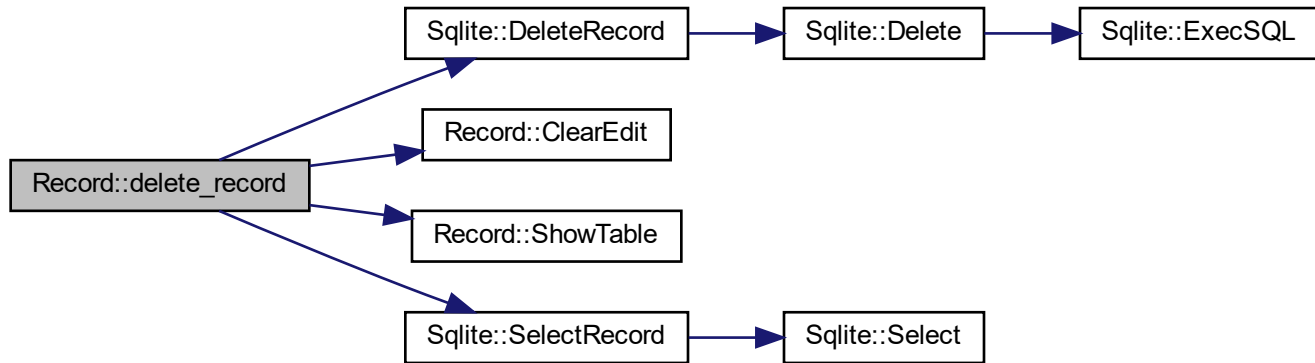 Sqlite::DeleteRecord
Sqlite::Delete
Sqlite::ExecSQL
Record::ClearEdit
Record::delete_record
Record::ShowTable
Sqlite::SelectRecord
Sqlite::Select